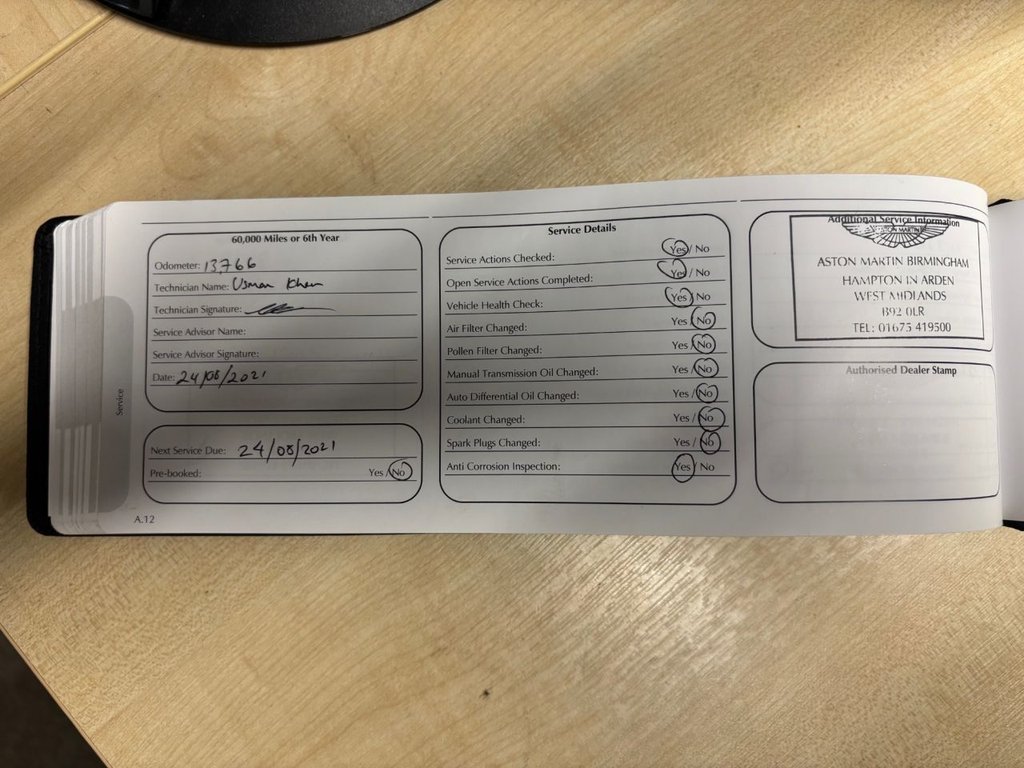 60,000 Miles or 6th Year
Odometer: 13766
Technician Name: Usman Khan
Technician Signature:
Service Advisor Name:
Service Advisor Signature:
Date: 24/08/2021
Next Service Due: 24/08/2021
Pre-booked: Yes / No
A.12
Service
Service Details
Service Actions Checked: Yes / No
Open Service Actions Completed: Yes / No
Vehicle Health Check: Yes / No
Air Filter Changed: Yes / No
Pollen Filter Changed: Yes / No
Manual Transmission Oil Changed: Yes / No
Auto Differential Oil Changed: Yes / No
Coolant Changed: Yes / No
Spark Plugs Changed: Yes / No
Anti Corrosion Inspection: Yes / No
Additional Service Information
ASTON MARTIN
ASTON MARTIN BIRMINGHAM
HAMPTON IN ARDEN
WEST MIDLANDS
B92 0LR
TEL: 01675 419500
Authorised Dealer Stamp